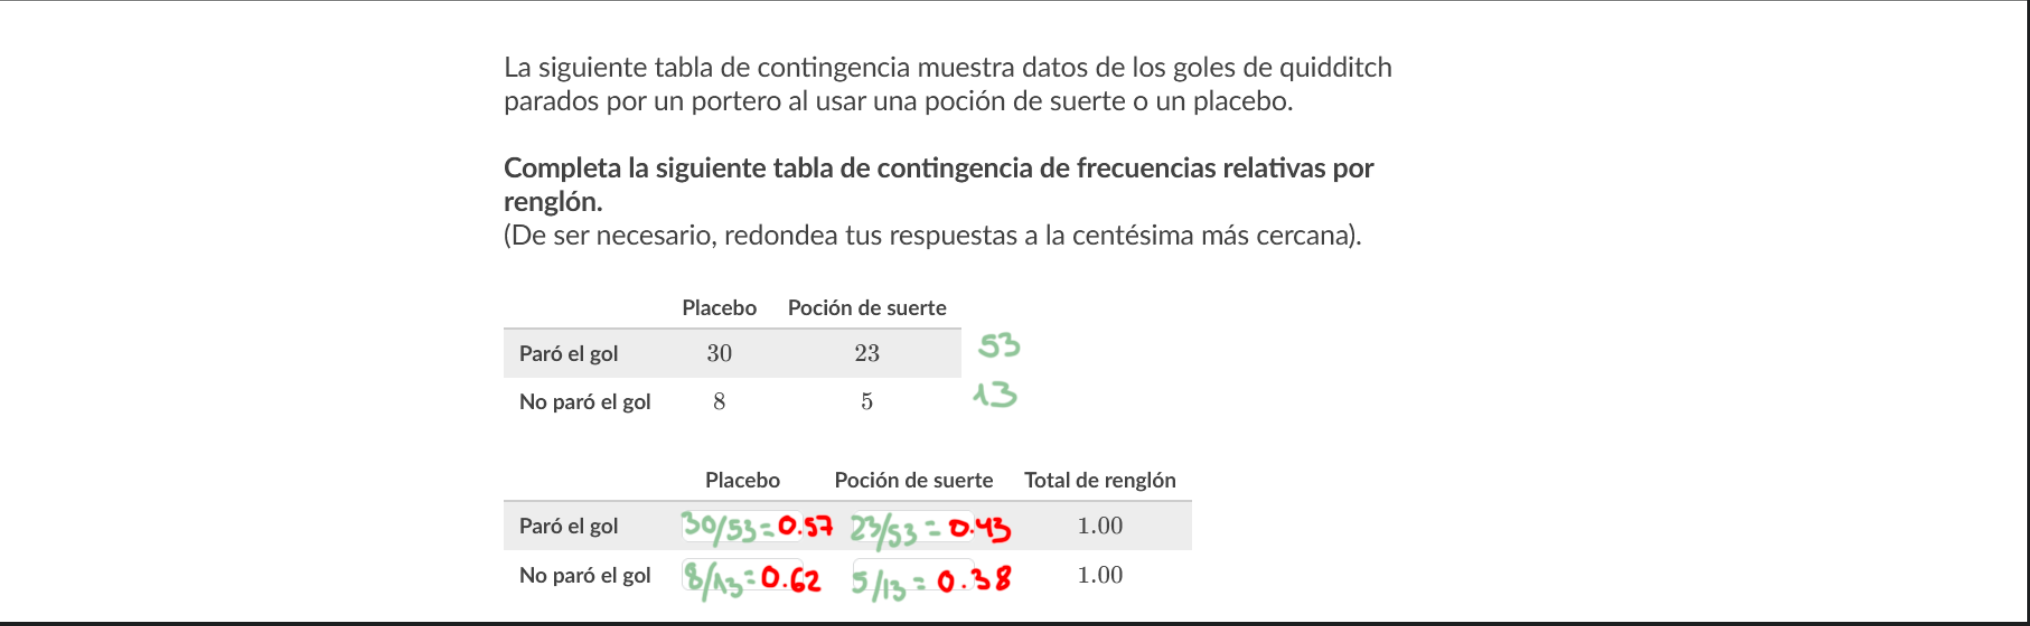 La siguiente tabla de contingencia muestra datos de los goles de quidditch
parados por un portero al usar una poción de suerte o un placebo.
Completa la siguiente tabla de contingencia de frecuencias relativas por
renglón.
(De ser necesario, redondea tus respuestas a la centésima más cercana).
Placebo Poción de suerte
Paró el gol 30 23 53
No paró el gol 8 5 13
Placebo Poción de suerte Total de renglón
Paró el gol 30/53 = 0.57 23/53 = 0.43 1.00
No paró el gol 8/13 = 0.62 5/13 = 0.38 1.00